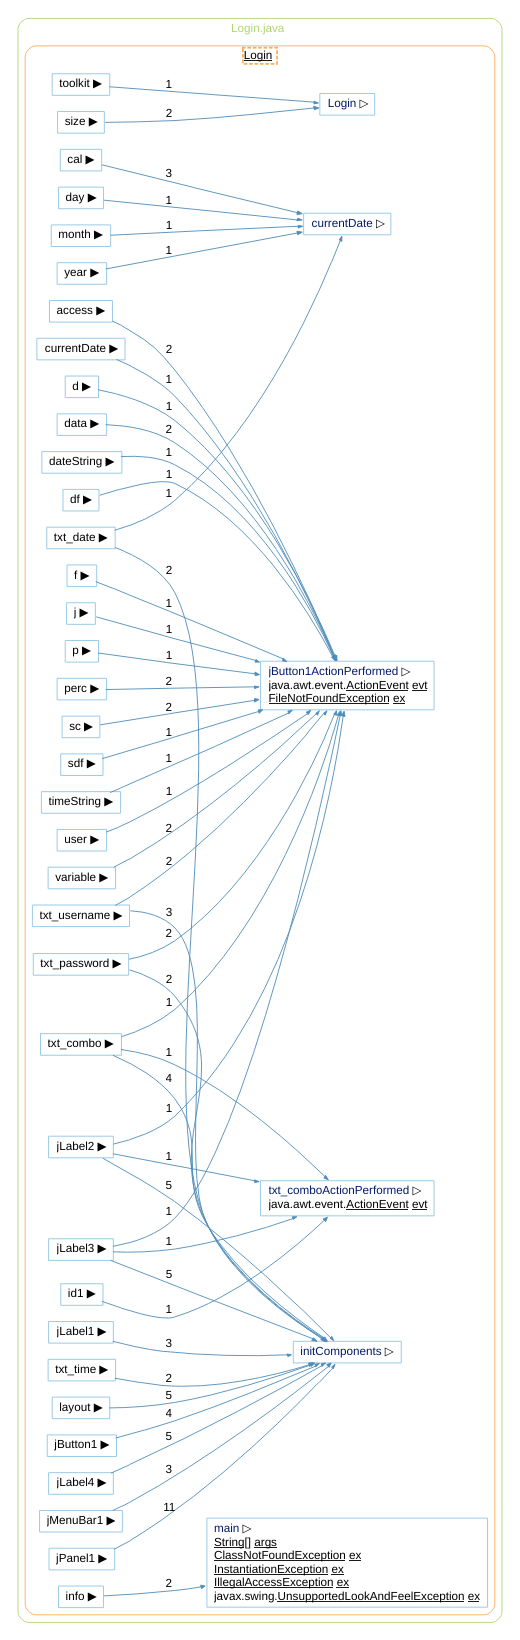 Login.java
Login
toolkit ▶
1
Login ▷
size ▶
2
cal ▶
3
day ▶
1
currentDate ▷
month ▶
1
year ▶
1
access ▶
2
currentDate ▶
1
d ▶
1
data ▶
2
dateString ▶
1
df ▶
1
txt_date ▶
1
2
f ▶
1
j ▶
1
p ▶
1
jButton1ActionPerformed ▷
java.awt.event.ActionEvent evt
FileNotFoundException ex
perc ▶
2
sc ▶
2
sdf ▶
1
timeString ▶
1
user ▶
1
variable ▶
2
2
txt_username ▶
3
2
txt_password ▶
2
1
txt_combo ▶
1
4
1
jLabel2 ▶
1
5
txt_comboActionPerformed ▷
java.awt.event.ActionEvent evt
1
jLabel3 ▶
1
5
id1 ▶
1
jLabel1 ▶
3
initComponents ▷
txt_time ▶
2
layout ▶
5
jButton1 ▶
4
jLabel4 ▶
5
jMenuBar1 ▶
3
jPanel1 ▶
11
info ▶
2
main ▷
String[] args
ClassNotFoundException ex
InstantiationException ex
IllegalAccessException ex
javax.swing.UnsupportedLookAndFeelException ex